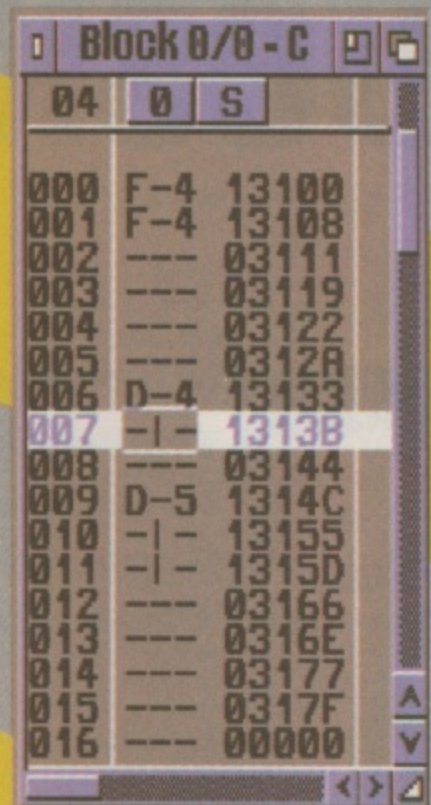 Block 0/0 - C
04 0 S
000 F-4 13100
001 F-4 13108
002 --- 03111
003 --- 03119
004 --- 03122
005 --- 0312A
006 D-4 13133
007 -|- 1313B
008 --- 03144
009 D-5 1314C
010 -|- 13155
011 -|- 1315D
012 --- 03166
013 --- 0316E
014 --- 03177
015 --- 0317F
016 --- 00000